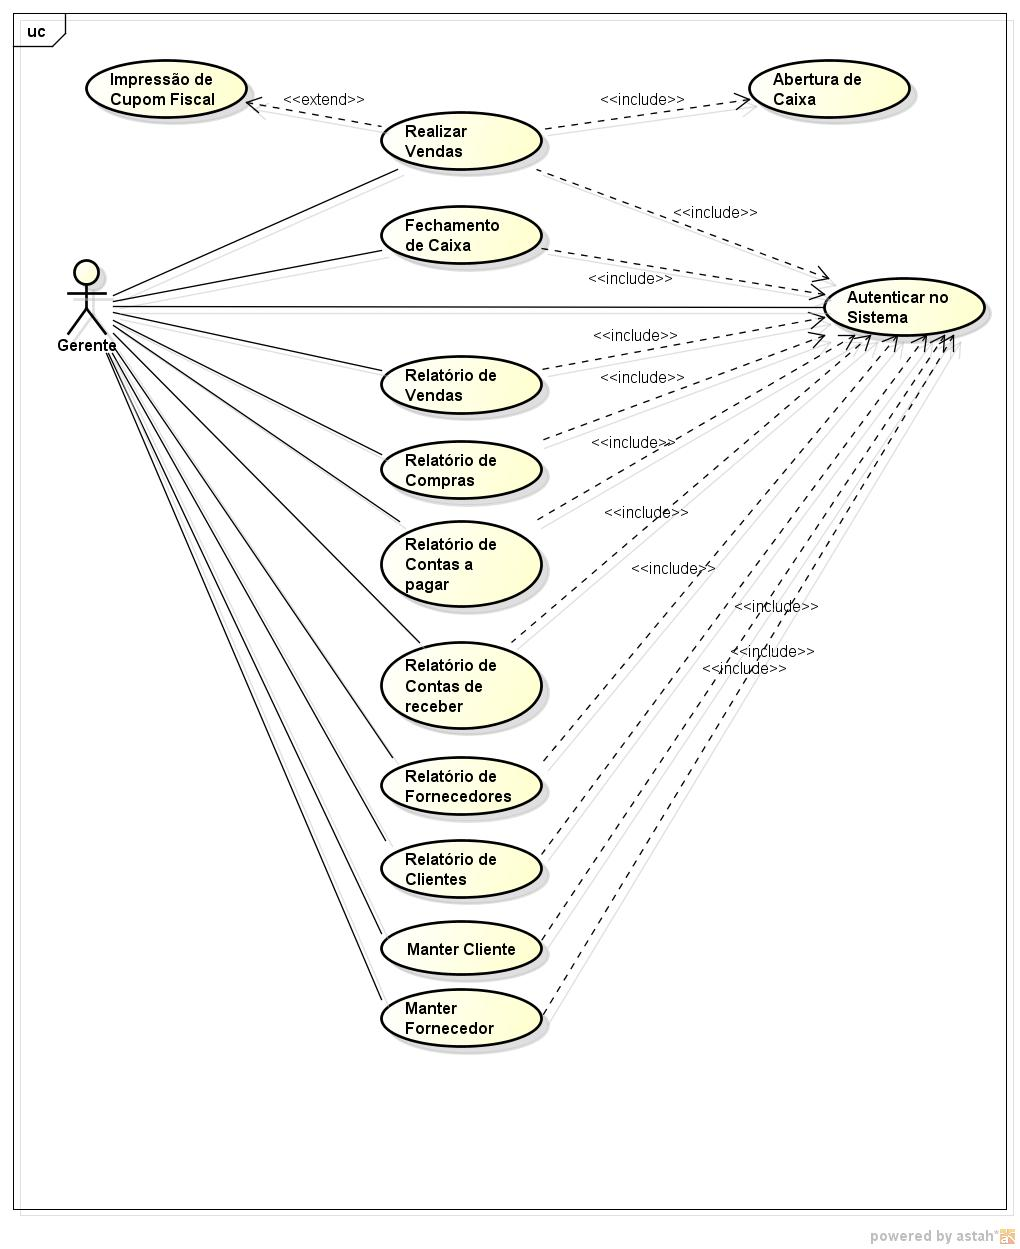 uc
Impressão de
Cupom Fiscal
<<extend>>
<<include>>
Abertura de
Caixa
Realizar
Vendas
<<include>>
Fechamento
de Caixa
<<include>>
Autenticar no
Sistema
Gerente
<<include>>
Relatório de
Vendas
<<include>>
<<include>>
Relatório de
Compras
<<include>>
Relatório de
Contas a
pagar
<<include>>
<<include>>
Relatório de
Contas de
receber
<<include>>
<<include>>
Relatório de
Fornecedores
Relatório de
Clientes
Manter Cliente
Manter
Fornecedor
powered by astah*